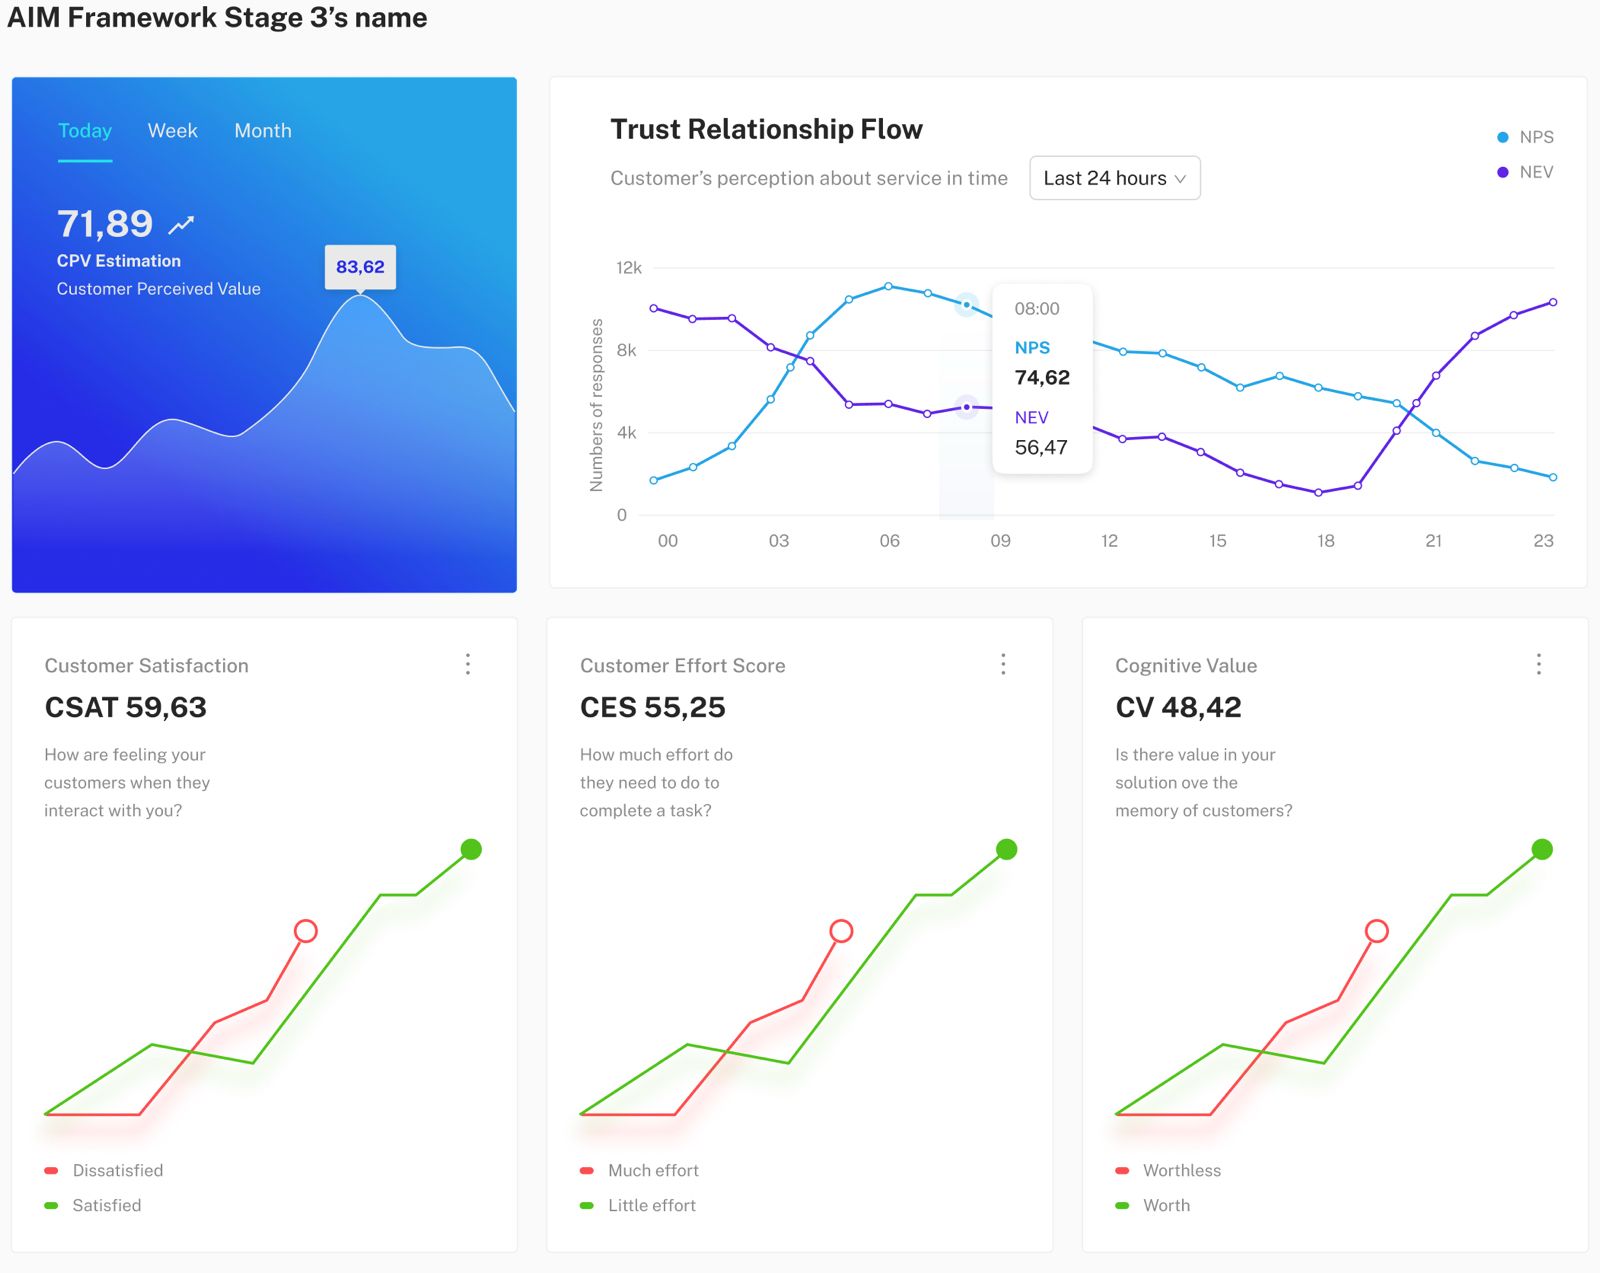 AIM Framework Stage 3’s name
Today Week Month
71,89
CPV Estimation
Customer Perceived Value
83,62
Trust Relationship Flow
Customer’s perception about service in time
Last 24 hours
NPS
NEV
Numbers of responses
12k
8k
4k
0
08:00
NPS
74,62
NEV
56,47
00 03 06 09 12 15 18 21 23
Customer Satisfaction
CSAT 59,63
How are feeling your
customers when they
interact with you?
Dissatisfied
Satisfied
Customer Effort Score
CES 55,25
How much effort do
they need to do to
complete a task?
Much effort
Little effort
Cognitive Value
CV 48,42
Is there value in your
solution ove the
memory of customers?
Worthless
Worth